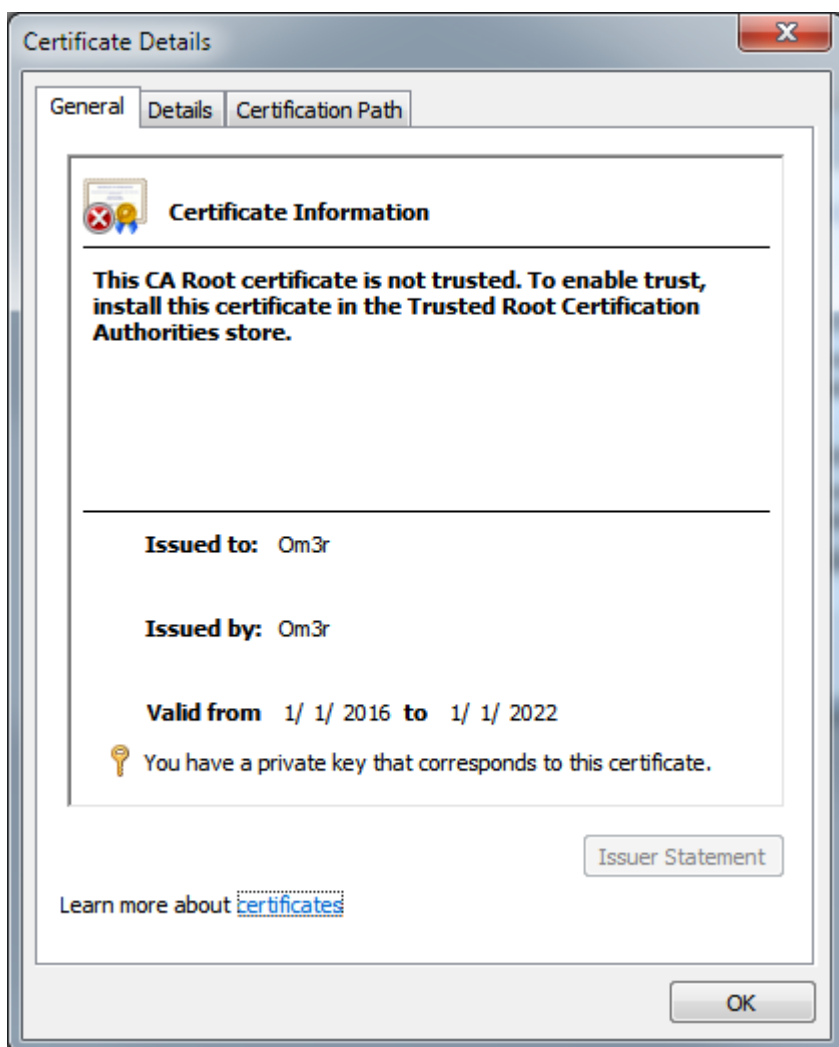 Certificate Details
General
Details
Certification Path
Certificate Information
This CA Root certificate is not trusted. To enable trust,
install this certificate in the Trusted Root Certification
Authorities store.
Issued to: Om3r
Issued by: Om3r
Valid from 1/ 1/ 2016 to 1/ 1/ 2022
You have a private key that corresponds to this certificate.
Issuer Statement
Learn more about certificates
OK